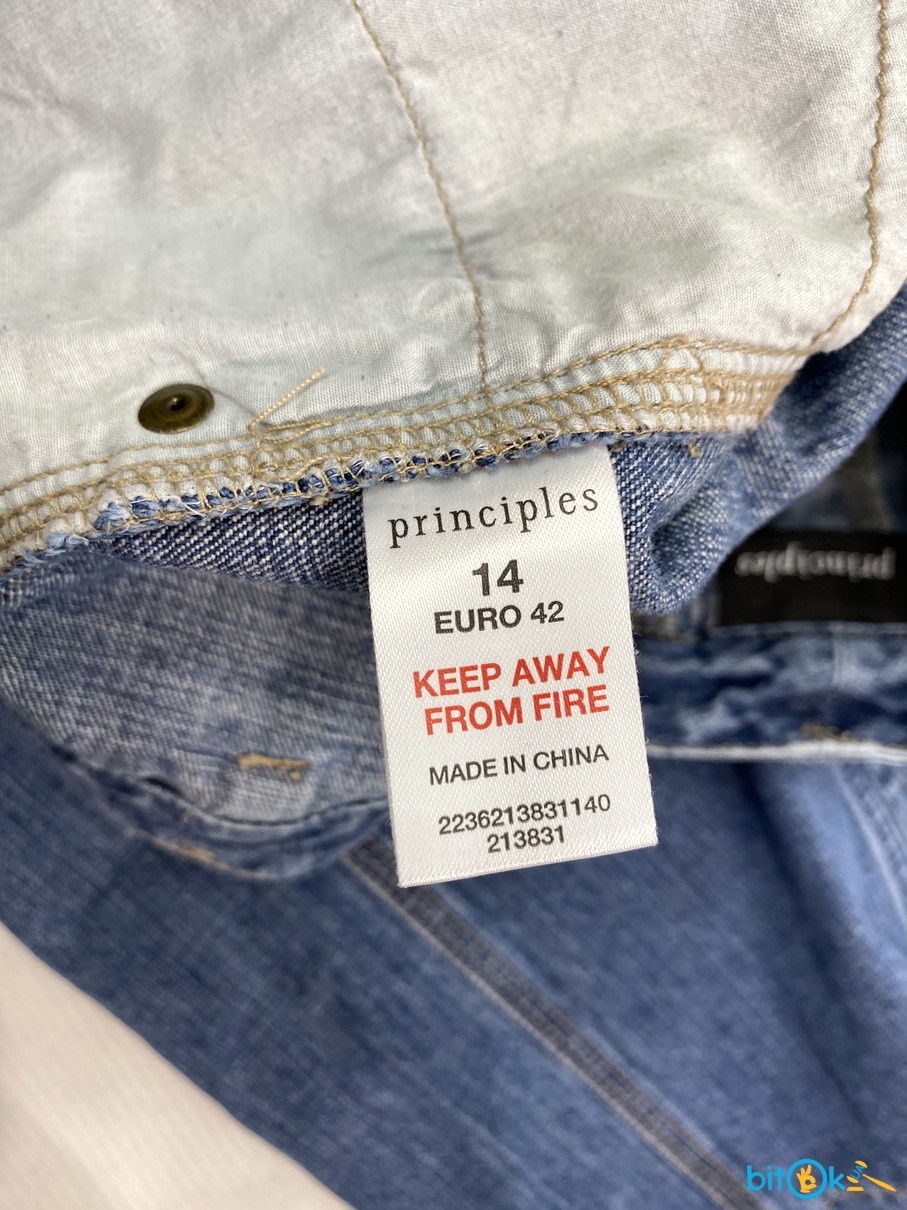 principles
14
EURO 42
KEEP AWAY
FROM FIRE
MADE IN CHINA
2236213831140
213831
principles
bitOk